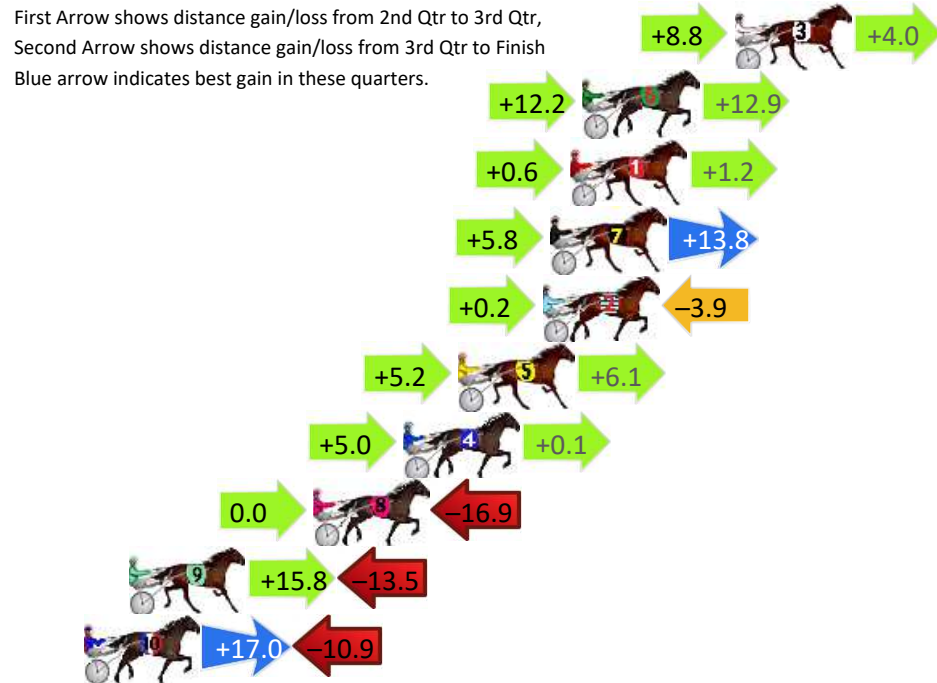 First Arrow shows distance gain/loss from 2nd Qtr to 3rd Qtr,
Second Arrow shows distance gain/loss from 3rd Qtr to Finish
Blue arrow indicates best gain in these quarters.
+8.8 3 +4.0
+12.2 6 +12.9
+0.6 1 +1.2
+5.8 7 +13.8
+0.2 –3.9
+5.2 5 +6.1
+5.0 4 +0.1
0.0 8 –16.9
9 +15.8 –13.5
10 +17.0 –10.9